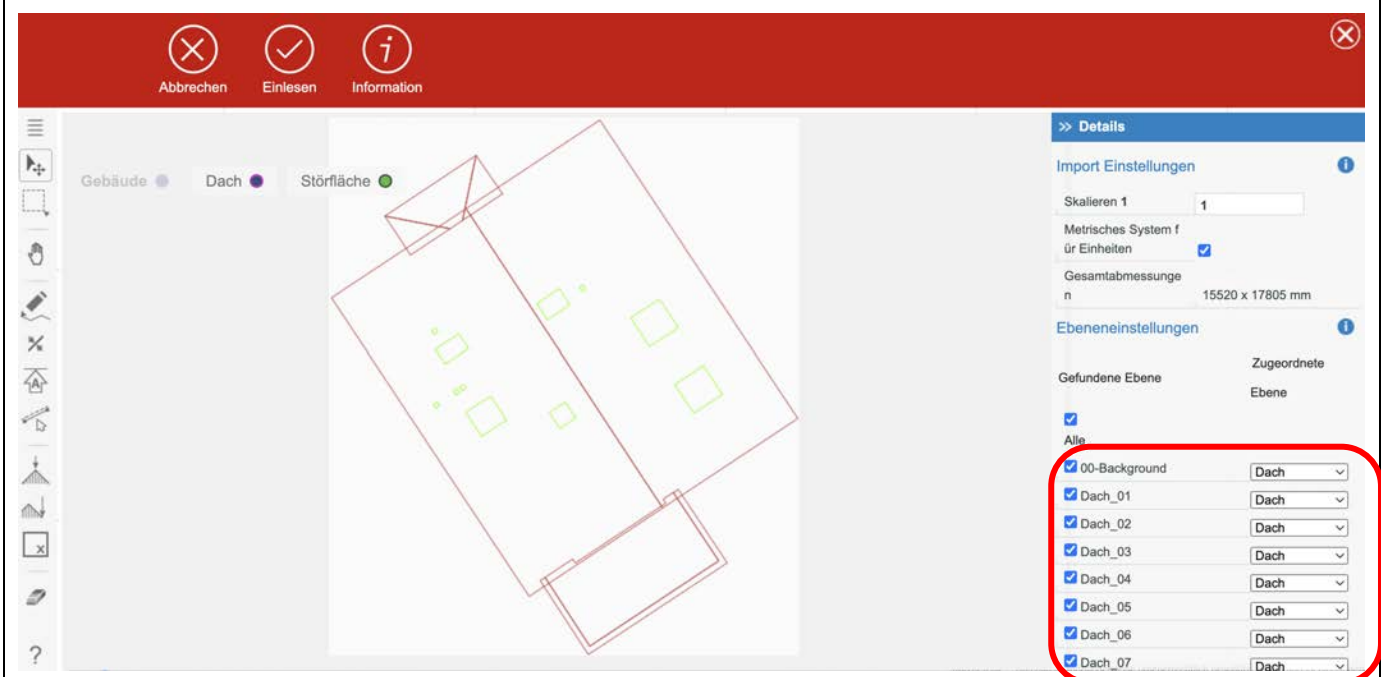 Abbrechen Einlesen Information
Gebäude Dach Störfläche
>> Details
Import Einstellungen
Skalieren 1 1
Metrisches System f
ür Einheiten
Gesamtabmessunge
n 15520 x 17805 mm
Ebeneneinstellungen
Zugeordnete
Gefundene Ebene
Ebene
Alle
00-Background Dach
Dach_01 Dach
Dach_02 Dach
Dach_03 Dach
Dach_04 Dach
Dach_05 Dach
Dach_06 Dach
Dach_07 Dach